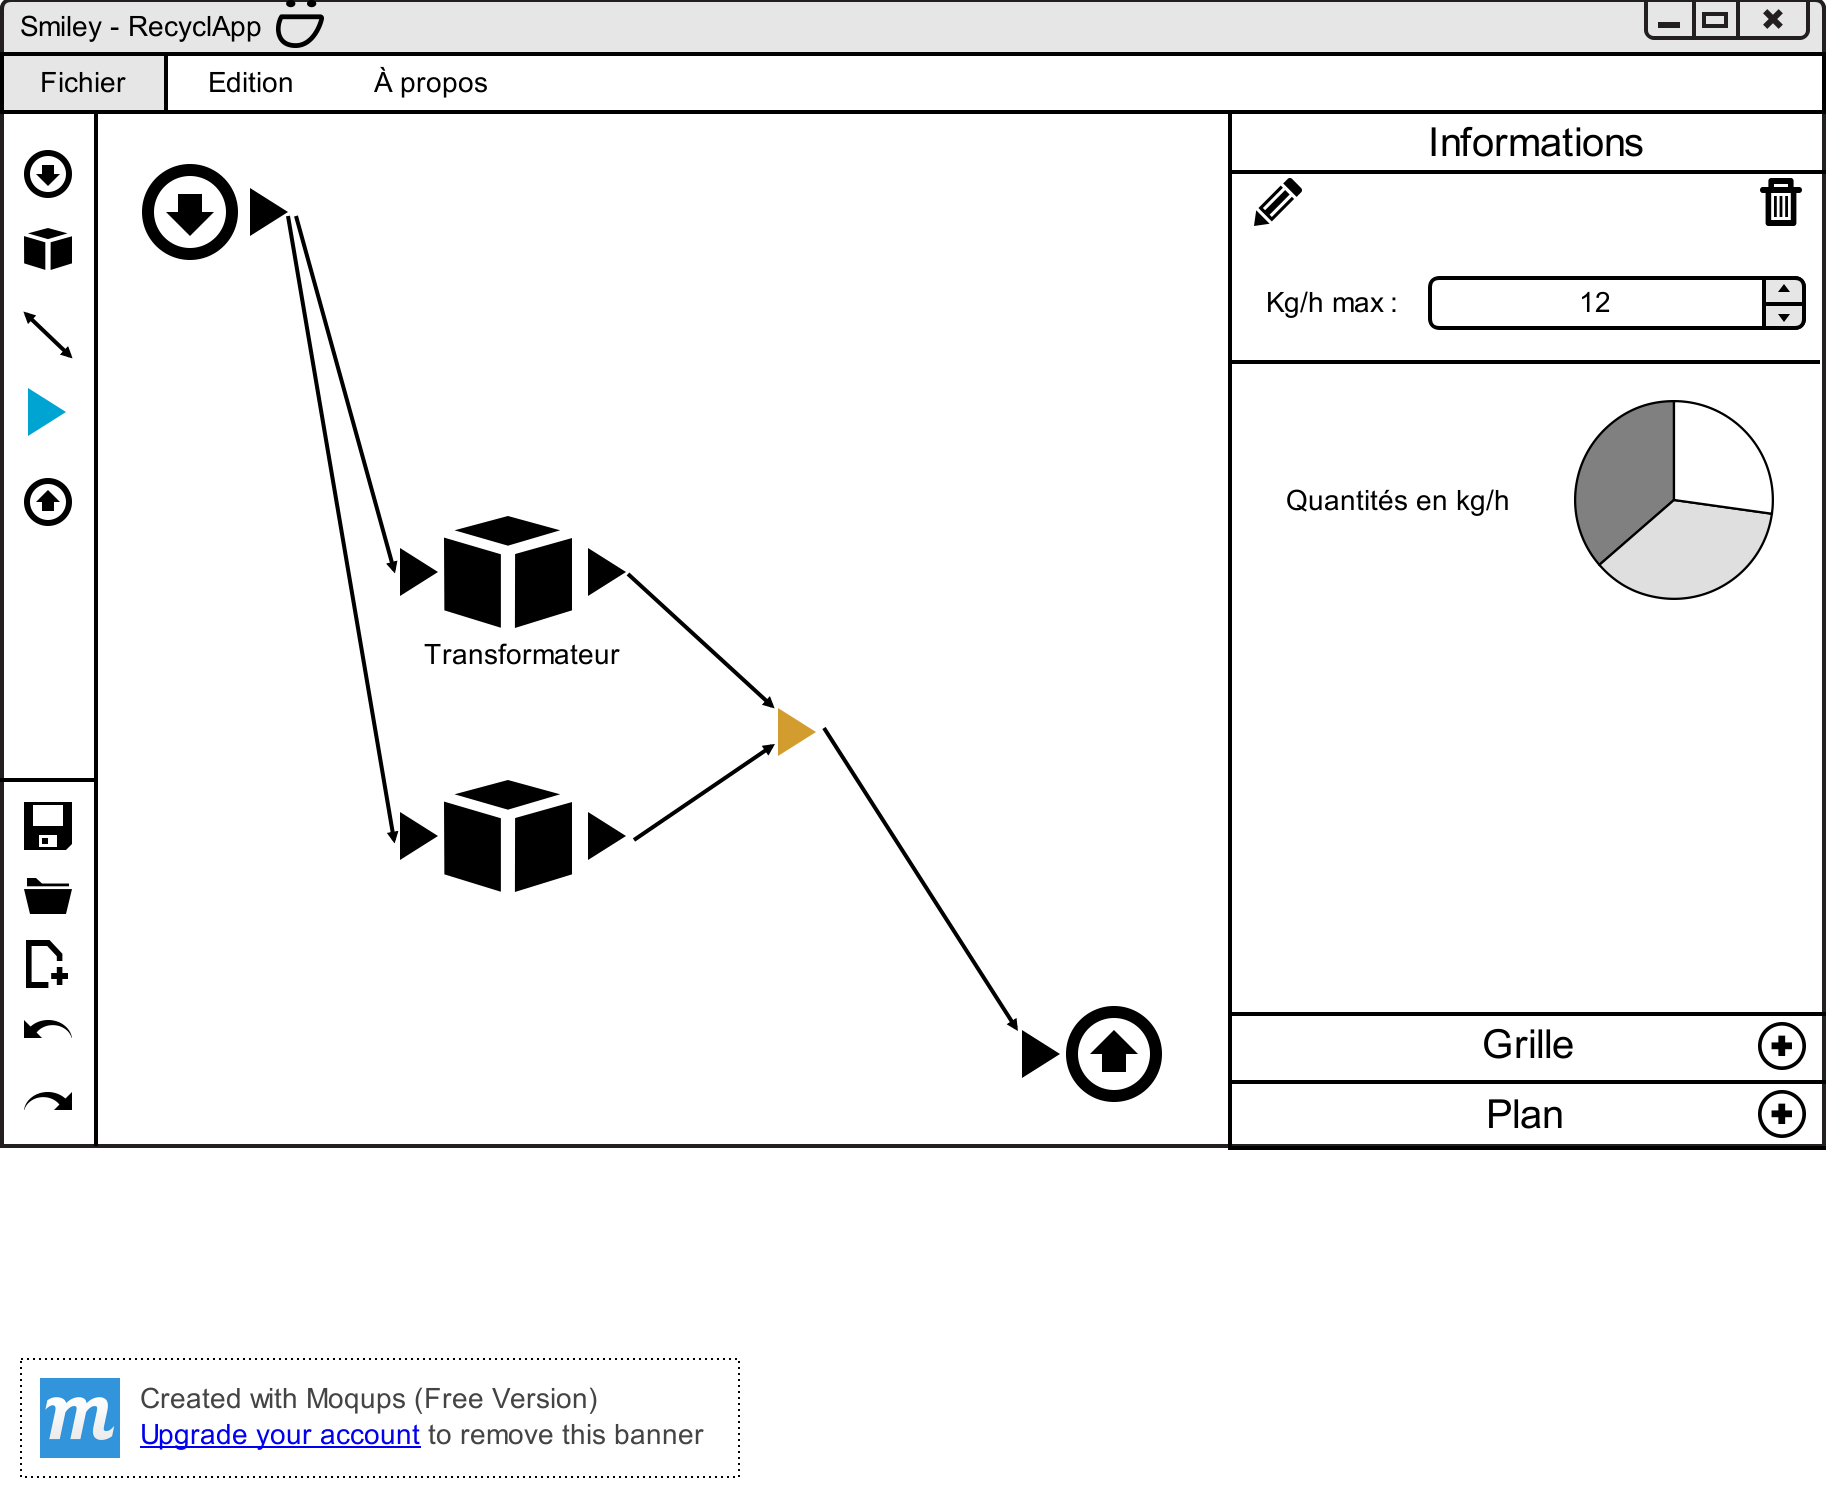 Smiley - RecyclApp
Fichier
Edition
À propos
Informations
Kg/h max :
12
Quantités en kg/h
Transformateur
Grille
Plan
m
Created with Moqups (Free Version)
Upgrade your account to remove this banner